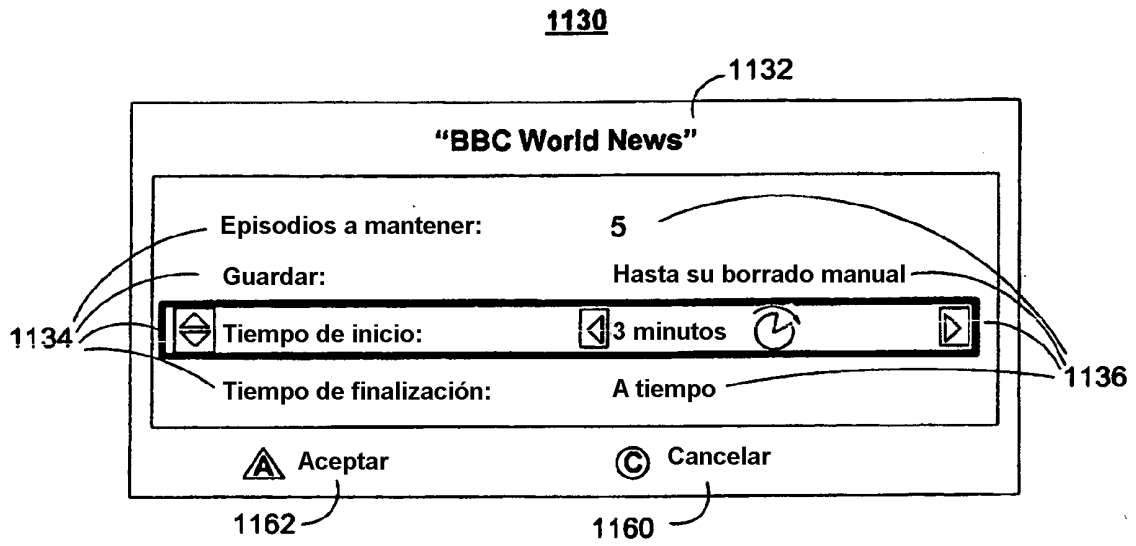 1130
1132
“BBC World News”
Episodios a mantener: 5
Guardar: Hasta su borrado manual
1134 Tiempo de inicio: 3 minutos
Tiempo de finalización: A tiempo 1136
A Aceptar C Cancelar
1162 1160